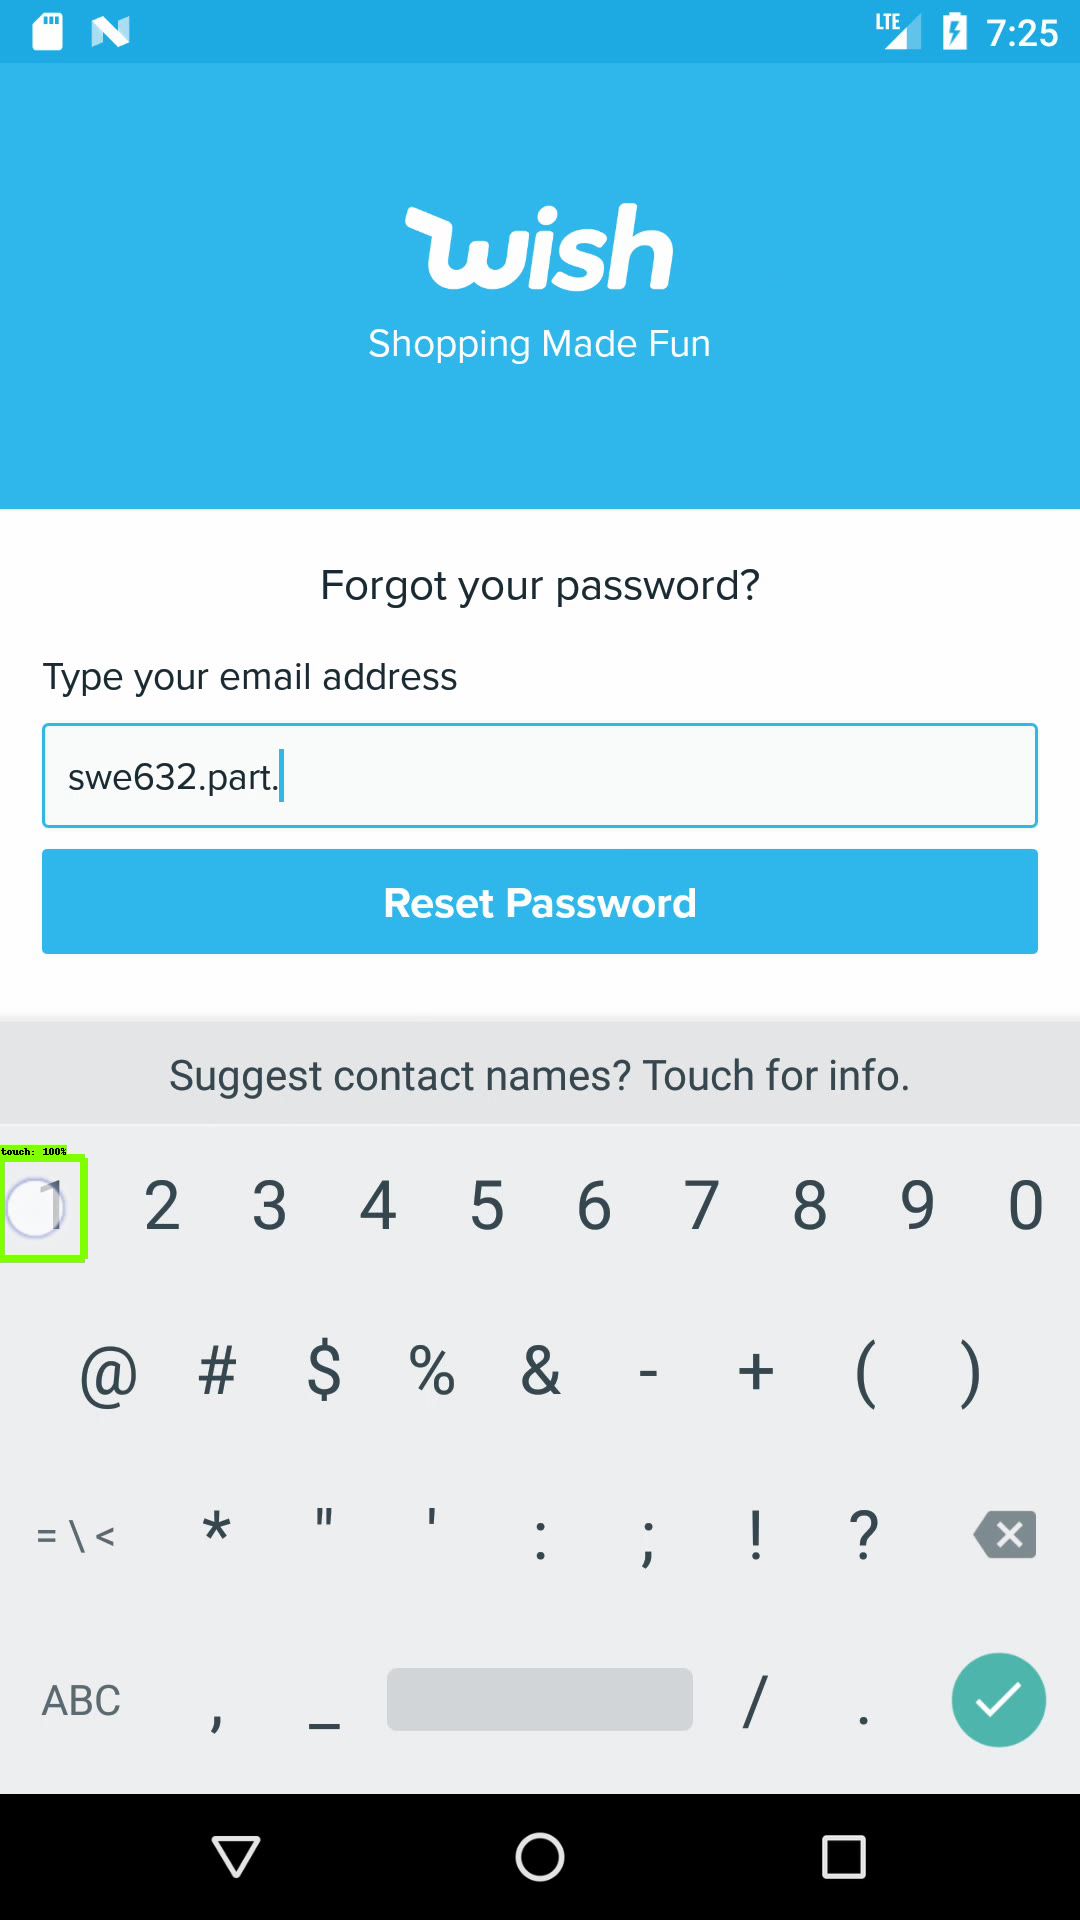 LTE 7:25
wish
Shopping Made Fun
Forgot your password?
Type your email address
swe632.part.
Reset Password
Suggest contact names? Touch for info.
touch: 100%
1 2 3 4 5 6 7 8 9 0
@ # $ % & - + ( )
= \ < * " ' : ; ! ?
ABC , _ / .